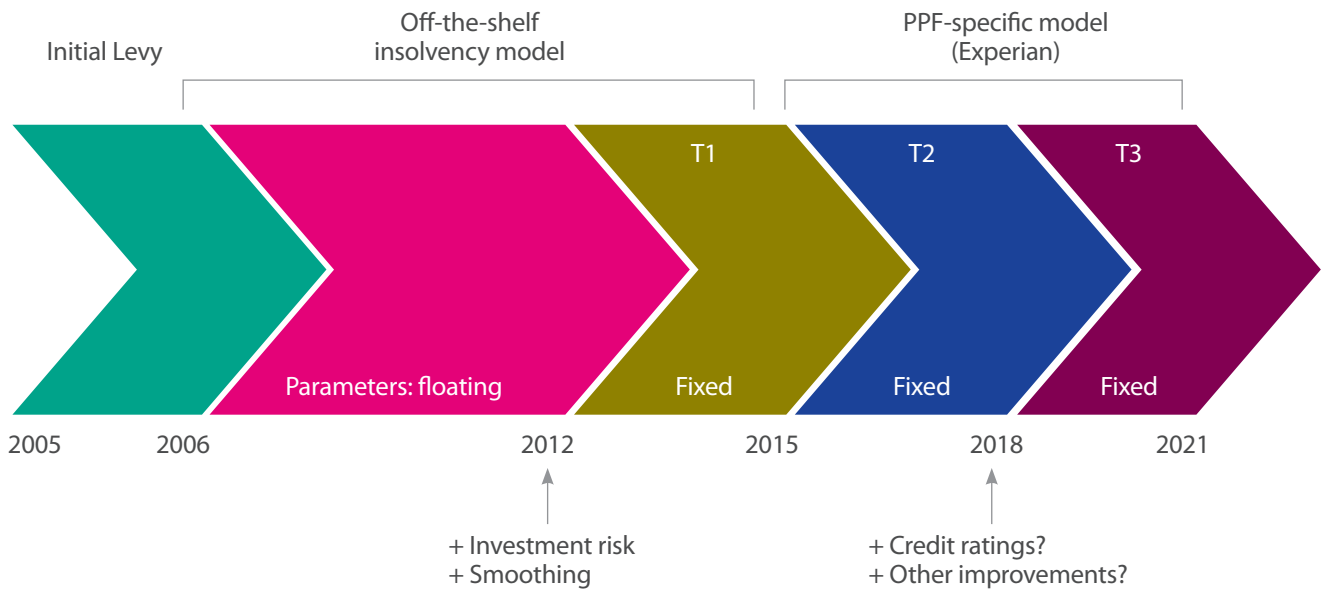 Initial Levy
Off-the-shelf
insolvency model
PPF-specific model
(Experian)
T1
T2
T3
Parameters: floating
Fixed
Fixed
Fixed
2005
2006
2012
2015
2018
2021
+ Investment risk
+ Smoothing
+ Credit ratings?
+ Other improvements?